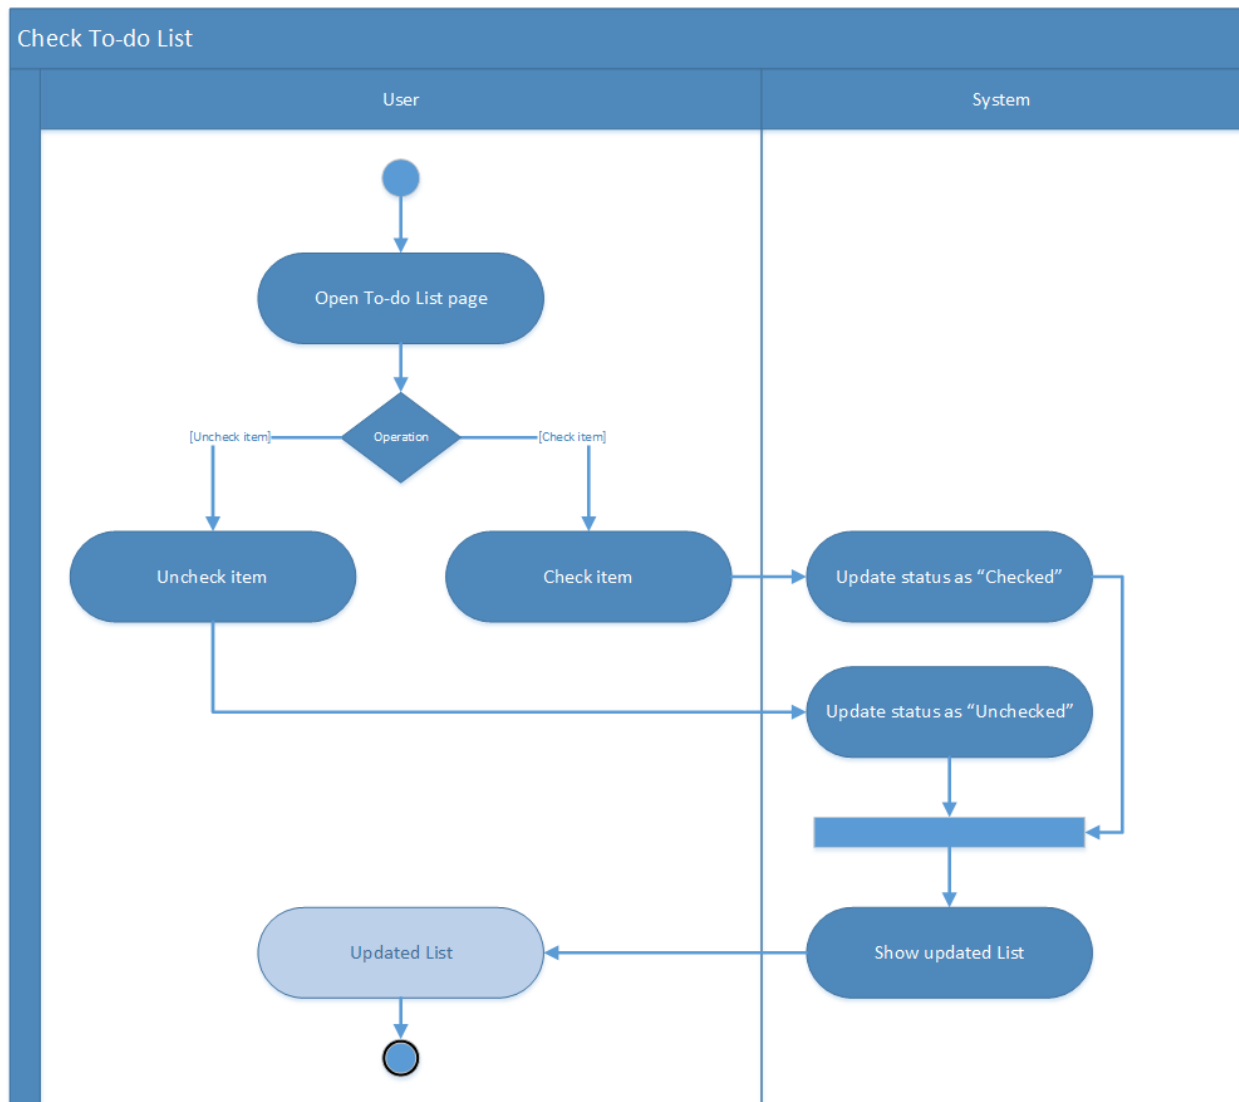 Check To-do List
User
System
Open To-do List page
[Uncheck item]
Operation
[Check item]
Uncheck item
Check item
Update status as “Checked”
Update status as “Unchecked”
Updated List
Show updated List